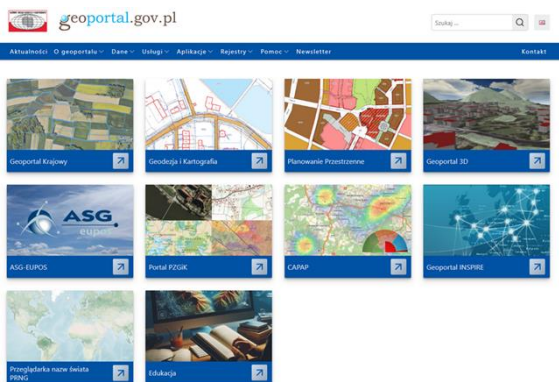 geoportal.gov.pl
Szukaj ...
Aktualności O geoportalu Dane Usługi Aplikacje Rejestry Pomoc Newsletter Kontakt
Geoportal Krajowy
Geodezja i Kartografia
Planowanie Przestrzenne
Geoportal 3D
ASG
eupos
ASG-EUPOS
Portal PZGiK
CAPAP
Geoportal INSPIRE
Przeglądarka nazw świata
PRNG
Edukacja